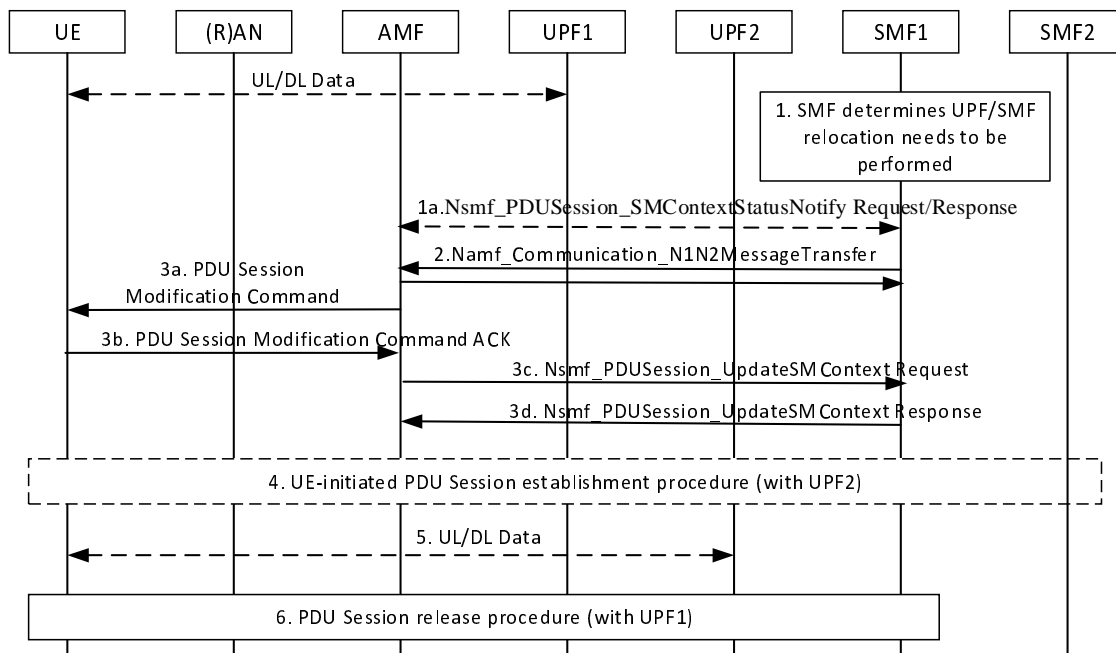 UE
(R)AN
AMF
UPF1
UPF2
SMF1
SMF2
UL/DL Data
1. SMF determines UPF/SMF
relocation needs to be
performed
1a.Nsmf_PDUSession_SMContextStatusNotify Request/Response
2.Namf_Communication_N1N2MessageTransfer
3a. PDU Session
Modification Command
3b. PDU Session Modification Command ACK
3c. Nsmf_PDUSession_UpdateSMContext Request
3d. Nsmf_PDUSession_UpdateSMContext Response
4. UE-initiated PDU Session establishment procedure (with UPF2)
5. UL/DL Data
6. PDU Session release procedure (with UPF1)